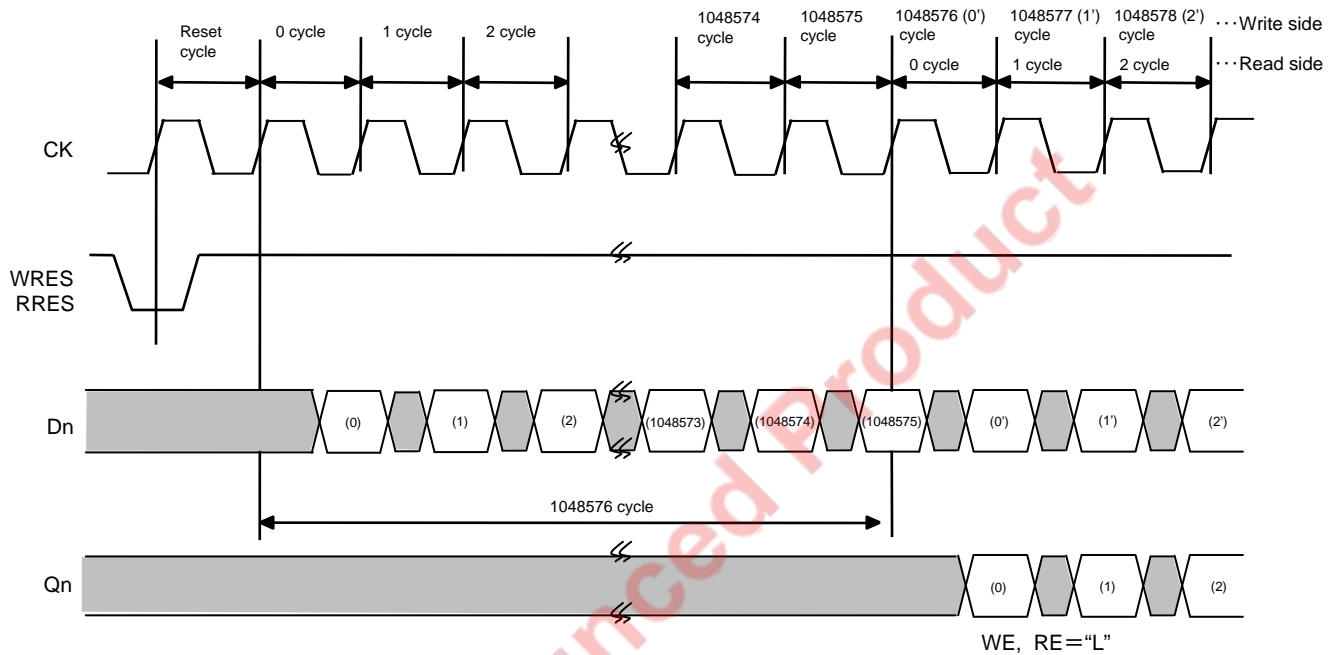 Reset cycle
0 cycle
1 cycle
2 cycle
1048574 cycle
1048575 cycle
1048576 (0') cycle
1048577 (1') cycle
1048578 (2') cycle
···Write side
0 cycle
1 cycle
2 cycle
···Read side
CK
WRES
RRES
Dn
(0)
(1)
(2)
(1048573)
(1048574)
(1048575)
(0')
(1')
(2')
1048576 cycle
Qn
(0)
(1)
(2)
WE, RE="L"
nced Product